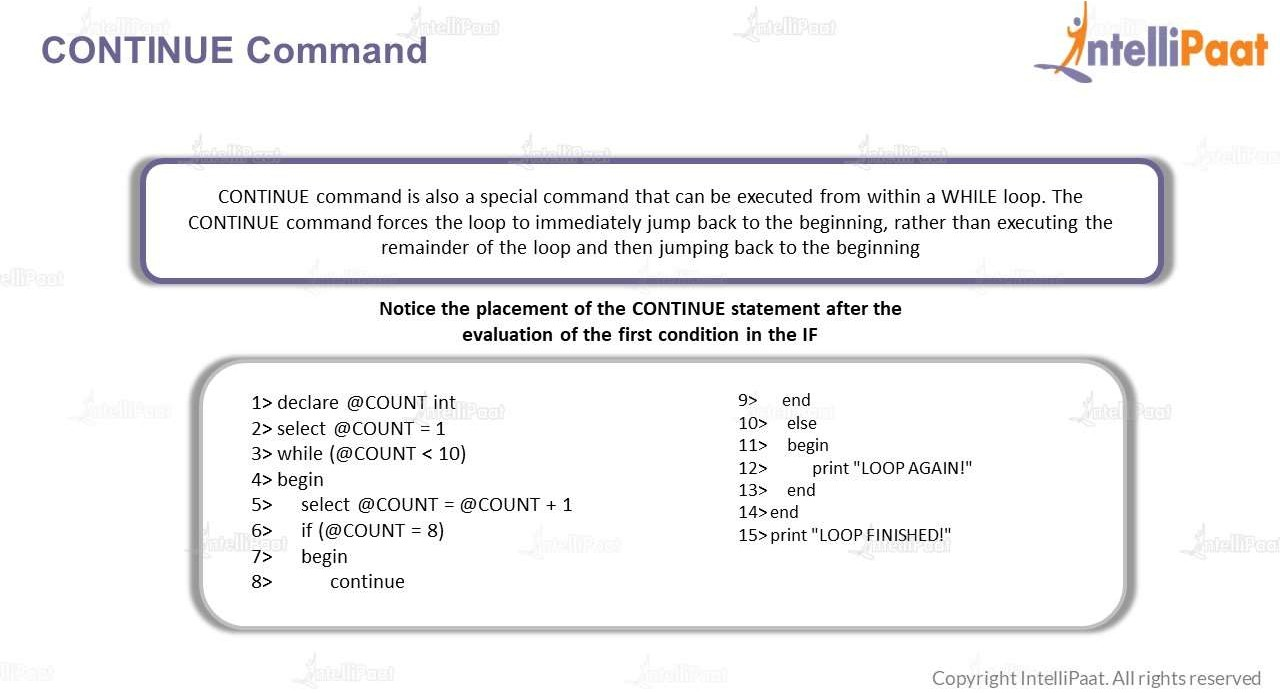 CONTINUE Command
IntelliPaat
CONTINUE command is also a special command that can be executed from within a WHILE loop. The
CONTINUE command forces the loop to immediately jump back to the beginning, rather than executing the
remainder of the loop and then jumping back to the beginning
Notice the placement of the CONTINUE statement after the
evaluation of the first condition in the IF
1> declare @COUNT int
2> select @COUNT = 1
3> while (@COUNT < 10)
4> begin
5> select @COUNT = @COUNT + 1
6> if (@COUNT = 8)
7> begin
8> continue
9> end
10> else
11> begin
12> print "LOOP AGAIN!"
13> end
14> end
15> print "LOOP FINISHED!"
Copyright IntelliPaat. All rights reserved